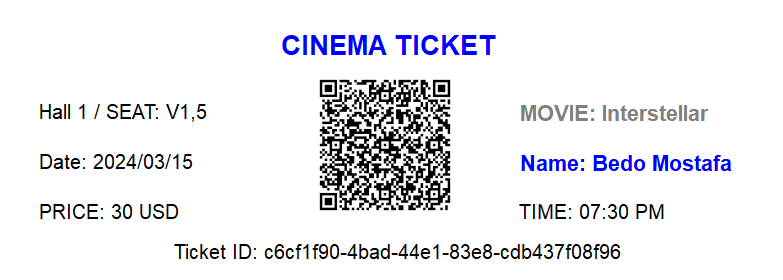 CINEMA TICKET
Hall 1 / SEAT: V1,5
MOVIE: Interstellar
Date: 2024/03/15
Name: Bedo Mostafa
PRICE: 30 USD
TIME: 07:30 PM
Ticket ID: c6cf1f90-4bad-44e1-83e8-cdb437f08f96